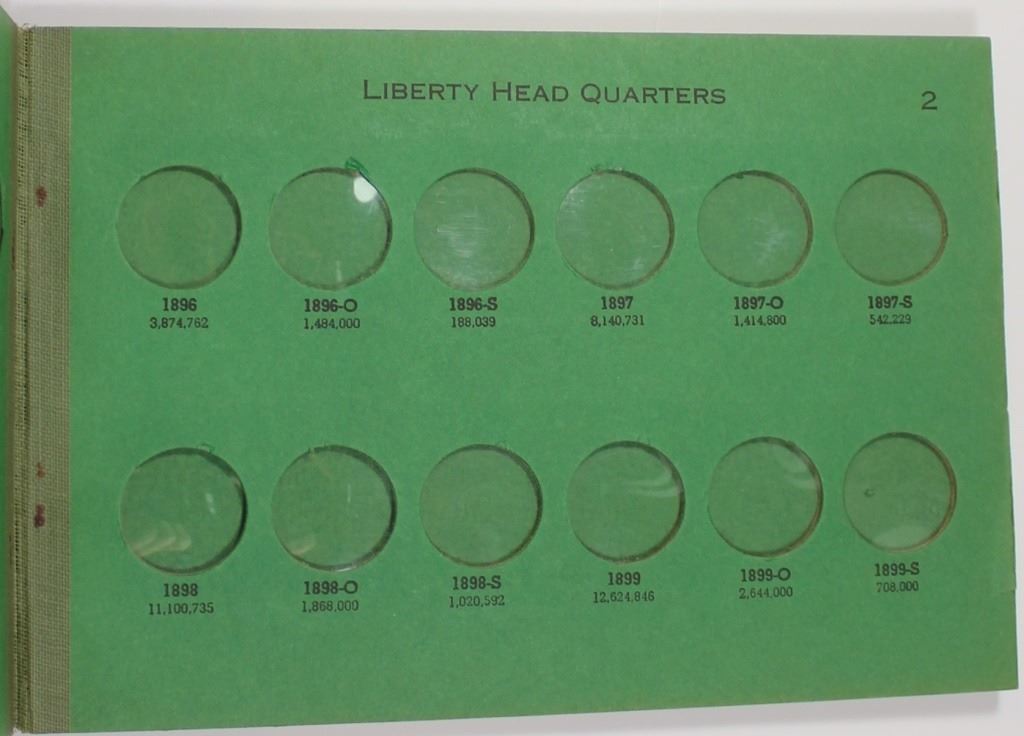 LIBERTY HEAD QUARTERS 2
1896 1896-O 1896-S 1897 1897-O 1897-S
3,874,762 1,484,000 188,039 8,140,731 1,414,800 542,229
1898 1898-O 1898-S 1899 1899-O 1899-S
11,100,735 1,868,000 1,020,592 12,624,846 2,644,000 708,000